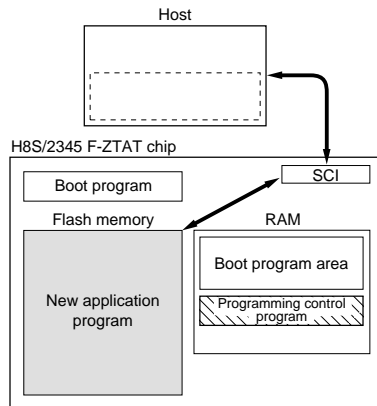 Host
H8S/2345 F-ZTAT chip
Boot program
SCI
Flash memory
RAM
New application
program
Boot program area
Programming control
program